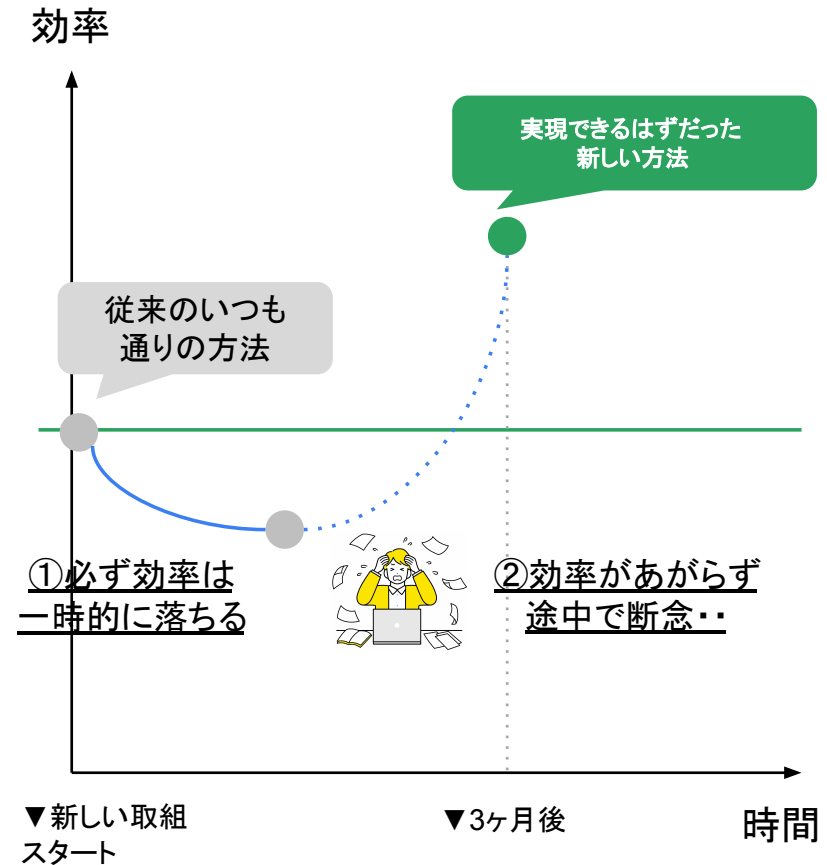 効率
実現できるはずだった
新しい方法
従来のいつも
通りの方法
①必ず効率は
一時的に落ちる
②効率があがらず
途中で断念・・
▼新しい取組
スタート
▼3ヶ月後
時間